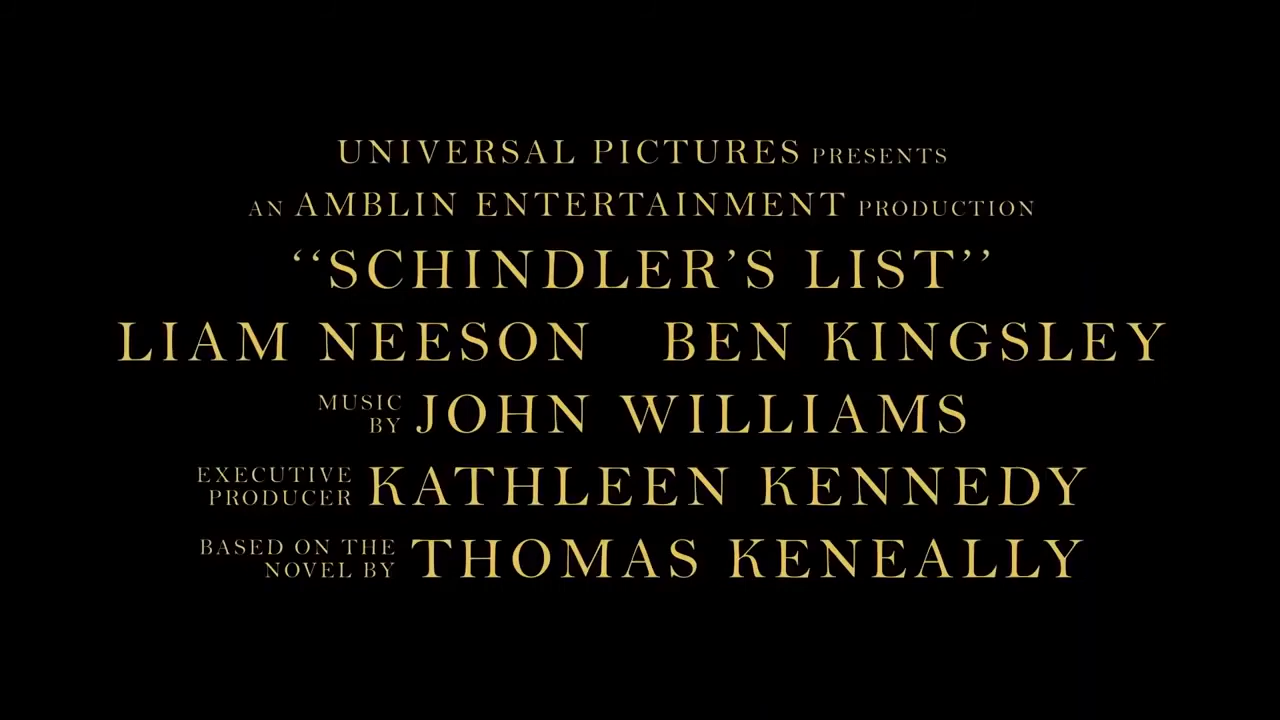 UNIVERSAL PICTURES PRESENTS
AN AMBLIN ENTERTAINMENT PRODUCTION
“SCHINDLER’S LIST”
LIAM NEESON BEN KINGSLEY
MUSIC BY JOHN WILLIAMS
EXECUTIVE PRODUCER KATHLEEN KENNEDY
BASED ON THE NOVEL BY THOMAS KENEALLY